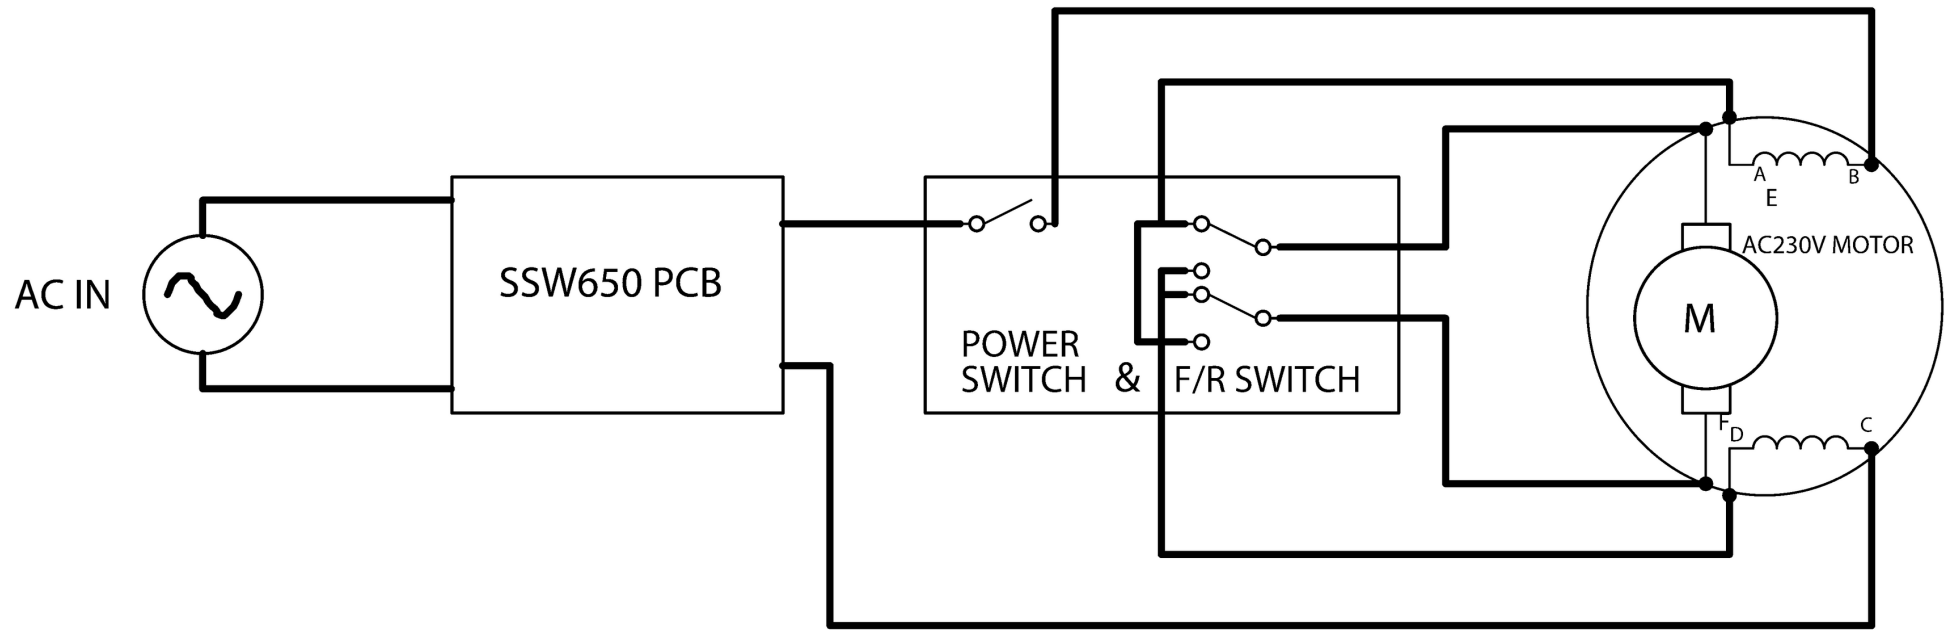 AC IN
SSW650 PCB
POWER
SWITCH & F/R SWITCH
A
B
E
AC230V MOTOR
M
F
D
C